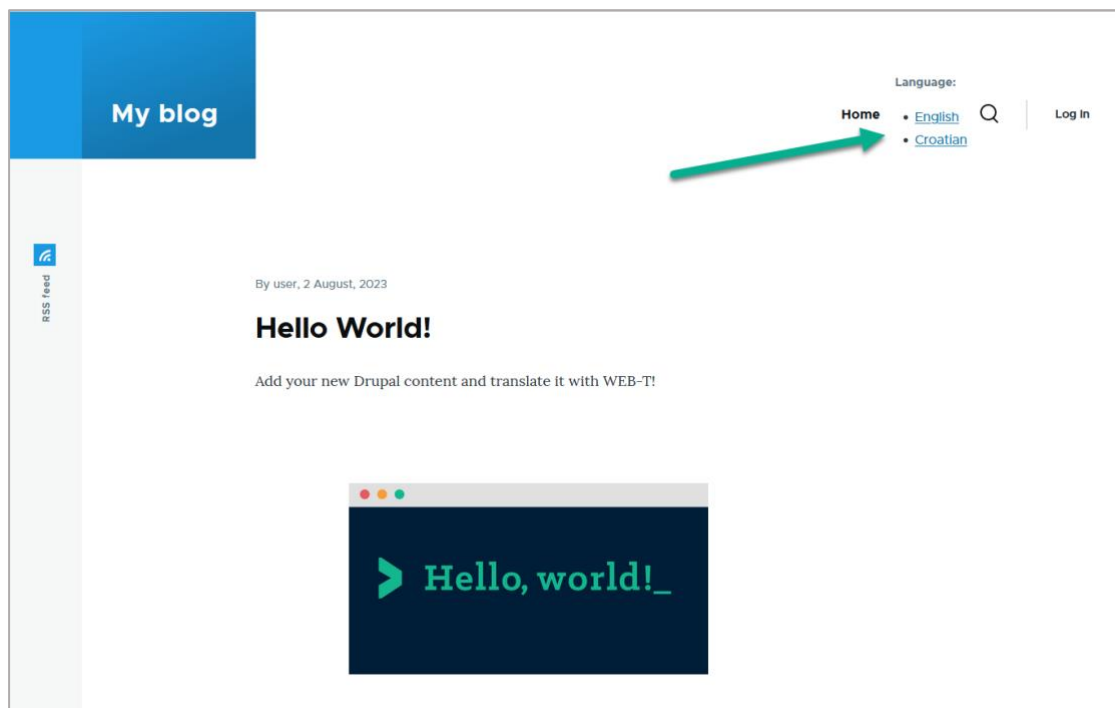 My blog
Language:
Home
English
Croatian
Log In
RSS feed
By user, 2 August, 2023
Hello World!
Add your new Drupal content and translate it with WEB-T!
> Hello, world!_